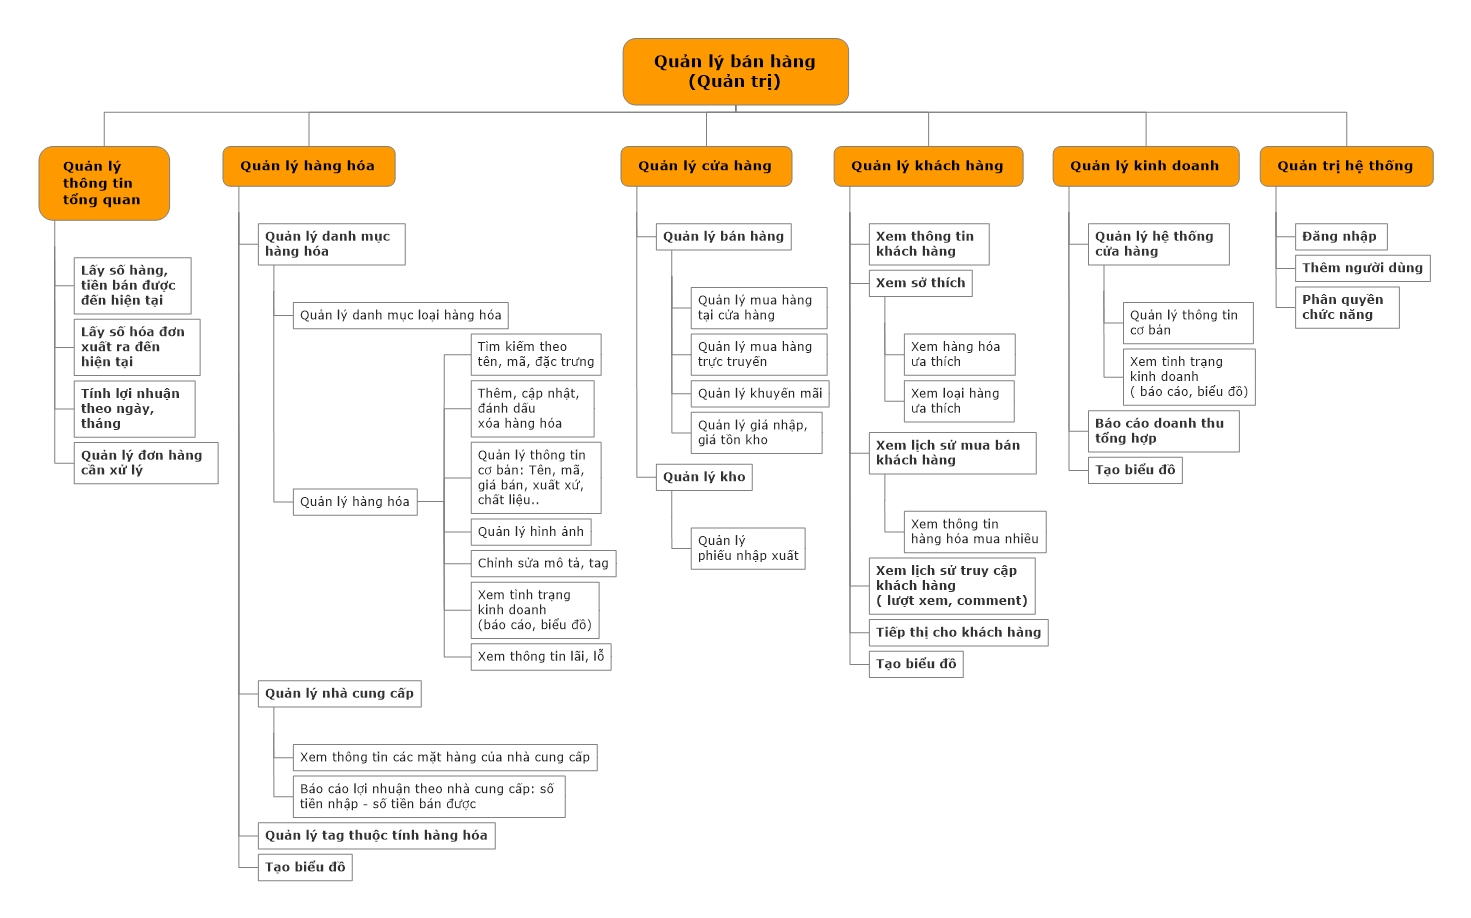 Quản lý bán hàng
(Quản trị)
Quản lý
thông tin
tổng quan
Lấy số hàng,
tiền bán được
đến hiện tại
Lấy số hóa đơn
xuất ra đến
hiện tại
Tính lợi nhuận
theo ngày,
tháng
Quản lý đơn hàng
cần xử lý
Quản lý hàng hóa
Quản lý danh mục
hàng hóa
Quản lý danh mục loại hàng hóa
Quản lý hàng hóa
Tìm kiếm theo
tên, mã, đặc trưng
Thêm, cập nhật,
đánh dấu
xóa hàng hóa
Quản lý thông tin
cơ bản: Tên, mã,
giá bán, xuất xứ,
chất liệu..
Quản lý hình ảnh
Chỉnh sửa mô tả, tag
Xem tình trạng
kinh doanh
(báo cáo, biểu đồ)
Xem thông tin lãi, lỗ
Quản lý nhà cung cấp
Xem thông tin các mặt hàng của nhà cung cấp
Báo cáo lợi nhuận theo nhà cung cấp: số
tiền nhập - số tiền bán được
Quản lý tag thuộc tính hàng hóa
Tạo biểu đồ
Quản lý cửa hàng
Quản lý bán hàng
Quản lý mua hàng
tại cửa hàng
Quản lý mua hàng
trực truyến
Quản lý khuyến mãi
Quản lý giá nhập,
giá tồn kho
Quản lý kho
Quản lý
phiếu nhập xuất
Quản lý khách hàng
Xem thông tin
khách hàng
Xem sở thích
Xem hàng hóa
ưa thích
Xem loại hàng
ưa thích
Xem lịch sử mua bán
khách hàng
Xem thông tin
hàng hóa mua nhiều
Xem lịch sử truy cập
khách hàng
( lượt xem, comment)
Tiếp thị cho khách hàng
Tạo biểu đồ
Quản lý kinh doanh
Quản lý hệ thống
cửa hàng
Quản lý thông tin
cơ bản
Xem tình trạng
kinh doanh
( báo cáo, biểu đồ)
Báo cáo doanh thu
tổng hợp
Tạo biểu đồ
Quản trị hệ thống
Đăng nhập
Thêm người dùng
Phân quyền
chức năng